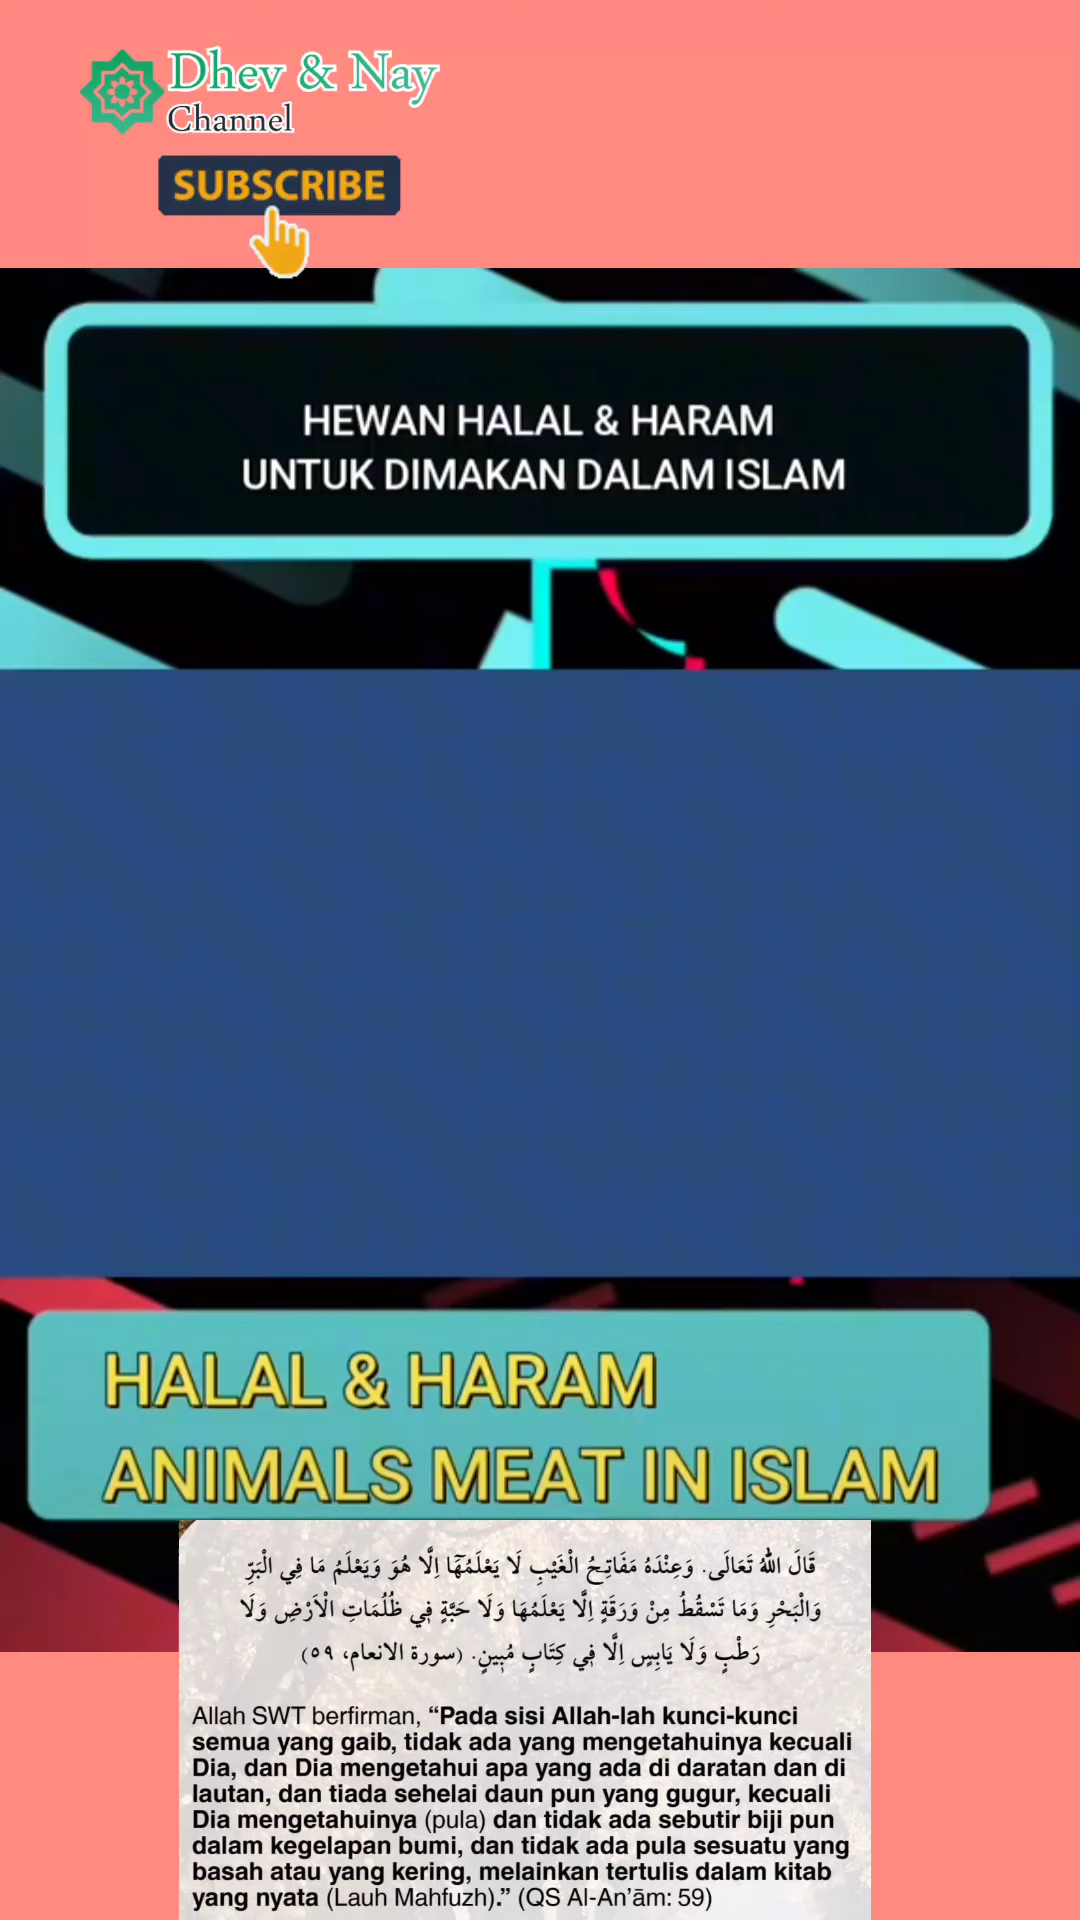 Dhev & Nay
Channel
SUBSCRIBE
HEWAN HALAL & HARAM
UNTUK DIMAKAN DALAM ISLAM
HALAL & HARAM
ANIMALS MEAT IN ISLAM
قَالَ اللهُ تَعَالَى. وَعِنْدَهُ مَفَاتِحُ الْغَيْبِ لَا يَعْلَمُهَآ اِلَّا هُوَ وَيَعْلَمُ مَا فِي الْبَرِّ
وَالْبَحْرِ وَمَا تَسْقُطُ مِنْ وَرَقَةٍ اِلَّا يَعْلَمُهَا وَلَا حَبَّةٍ فِي ظُلُمَاتِ الْاَرْضِ وَلَا
رَطْبٍ وَلَا يَابِسٍ اِلَّا فِي كِتَابٍ مُبِينٍ. (سورة الانعام، ٥٩)
Allah SWT berfirman, “Pada sisi Allah-lah kunci-kunci
semua yang gaib, tidak ada yang mengetahuinya kecuali
Dia, dan Dia mengetahui apa yang ada di daratan dan di
lautan, dan tiada sehelai daun pun yang gugur, kecuali
Dia mengetahuinya (pula) dan tidak ada sebutir biji pun
dalam kegelapan bumi, dan tidak ada pula sesuatu yang
basah atau yang kering, melainkan tertulis dalam kitab
yang nyata (Lauh Mahfuzh).” (QS Al-An’ām: 59)